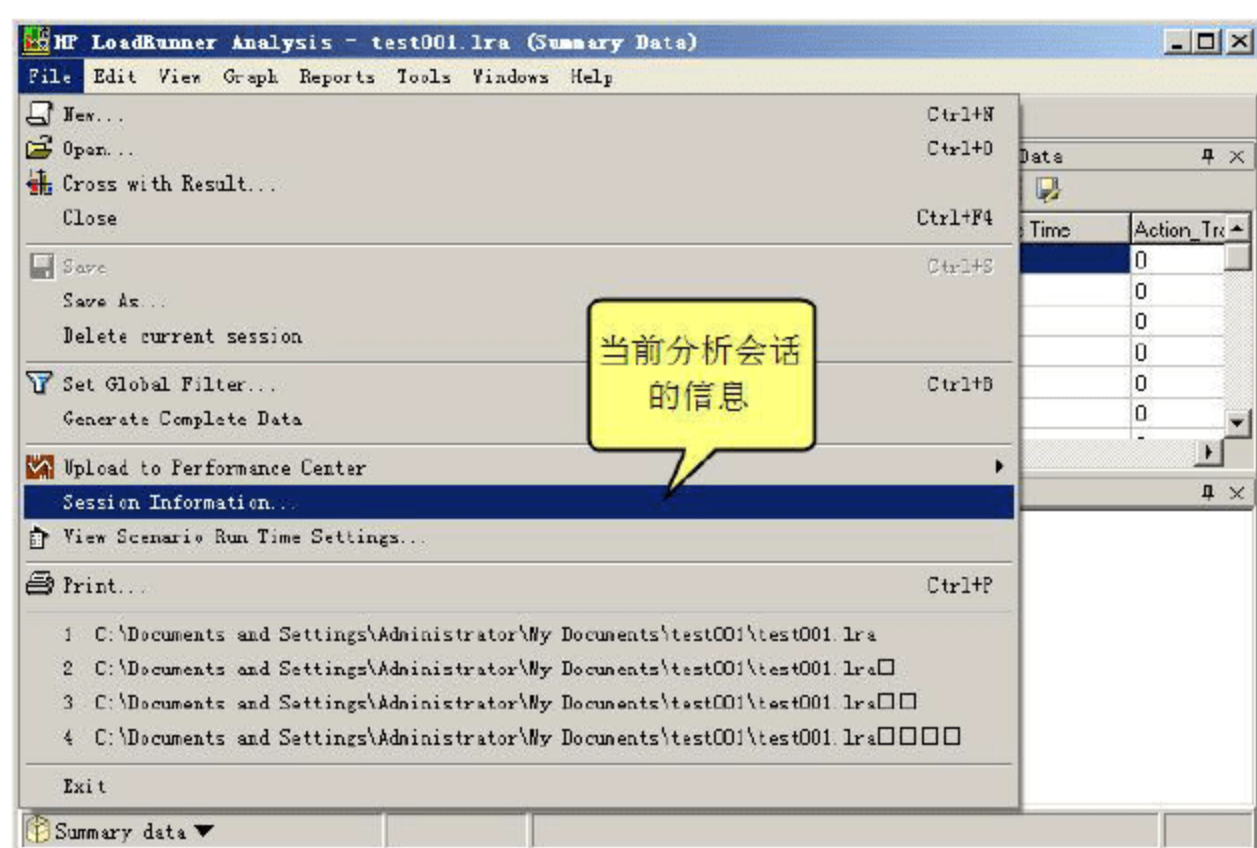 HP LoadRunner Analysis - test001.lra (Summary Data)
File Edit View Graph Reports Tools Windows Help
New... Ctrl+N
Open... Ctrl+O
Cross with Result...
Close Ctrl+F4
Save Ctrl+S
Save As...
Delete current session
Set Global Filter... Ctrl+B
Generate Complete Data
Upload to Performance Center
Session Information...
View Scenario Run Time Settings...
Print... Ctrl+P
1 C:\Documents and Settings\Administrator\My Documents\test001\test001.lra
2 C:\Documents and Settings\Administrator\My Documents\test001\test001.lra□
3 C:\Documents and Settings\Administrator\My Documents\test001\test001.lra□□
4 C:\Documents and Settings\Administrator\My Documents\test001\test001.lra□□□□
Exit
当前分析会话
的信息
Data
Time Action_Tra
0
0
0
0
0
0
Summary data